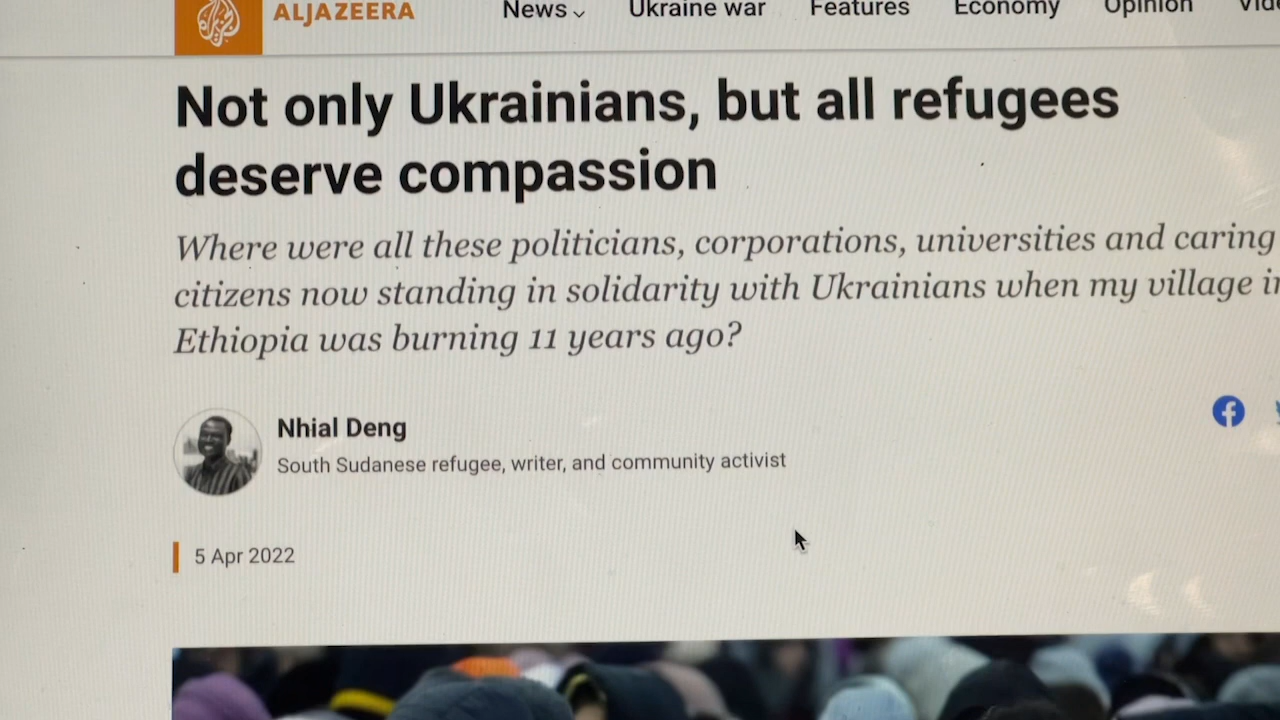 ALJAZEERA News Ukraine war Features Economy Opinion
Not only Ukrainians, but all refugees
deserve compassion
Where were all these politicians, corporations, universities and caring
citizens now standing in solidarity with Ukrainians when my village in
Ethiopia was burning 11 years ago?
Nhial Deng
South Sudanese refugee, writer, and community activist
5 Apr 2022